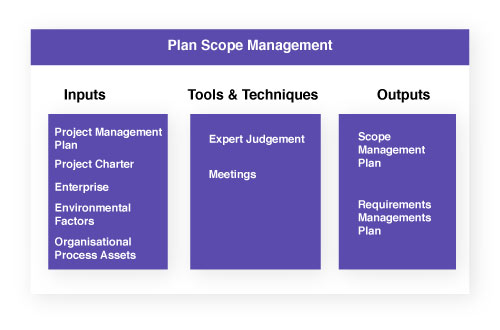 Plan Scope Management
Inputs
Project Management
Plan
Project Charter
Enterprise
Environmental
Factors
Organisational
Process Assets
Tools & Techniques
Expert Judgement
Meetings
Outputs
Scope
Management
Plan
Requirements
Managements
Plan